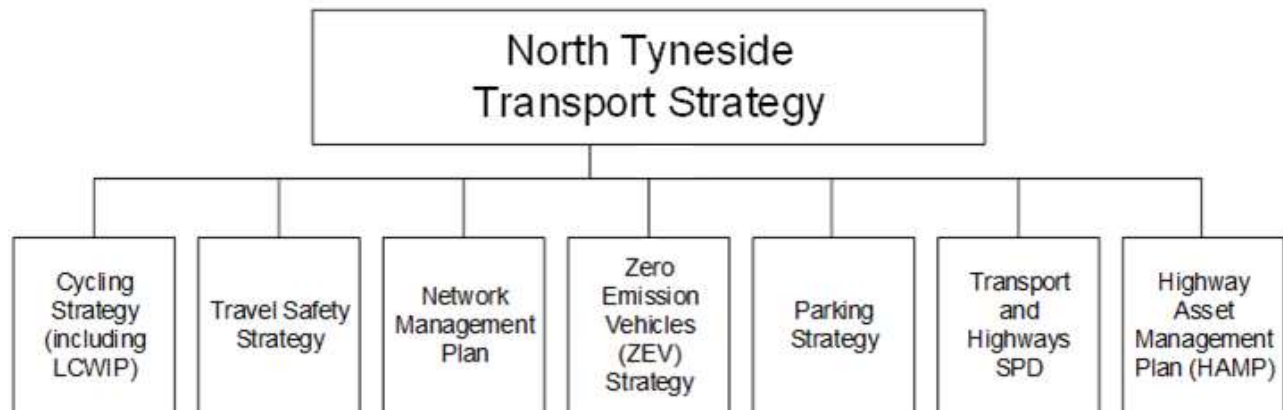 North Tyneside
Transport Strategy
Cycling
Strategy
(including
LCWIP)
Travel Safety
Strategy
Network
Management
Plan
Zero
Emission
Vehicles
(ZEV)
Strategy
Parking
Strategy
Transport
and
Highways
SPD
Highway
Asset
Management
Plan (HAMP)